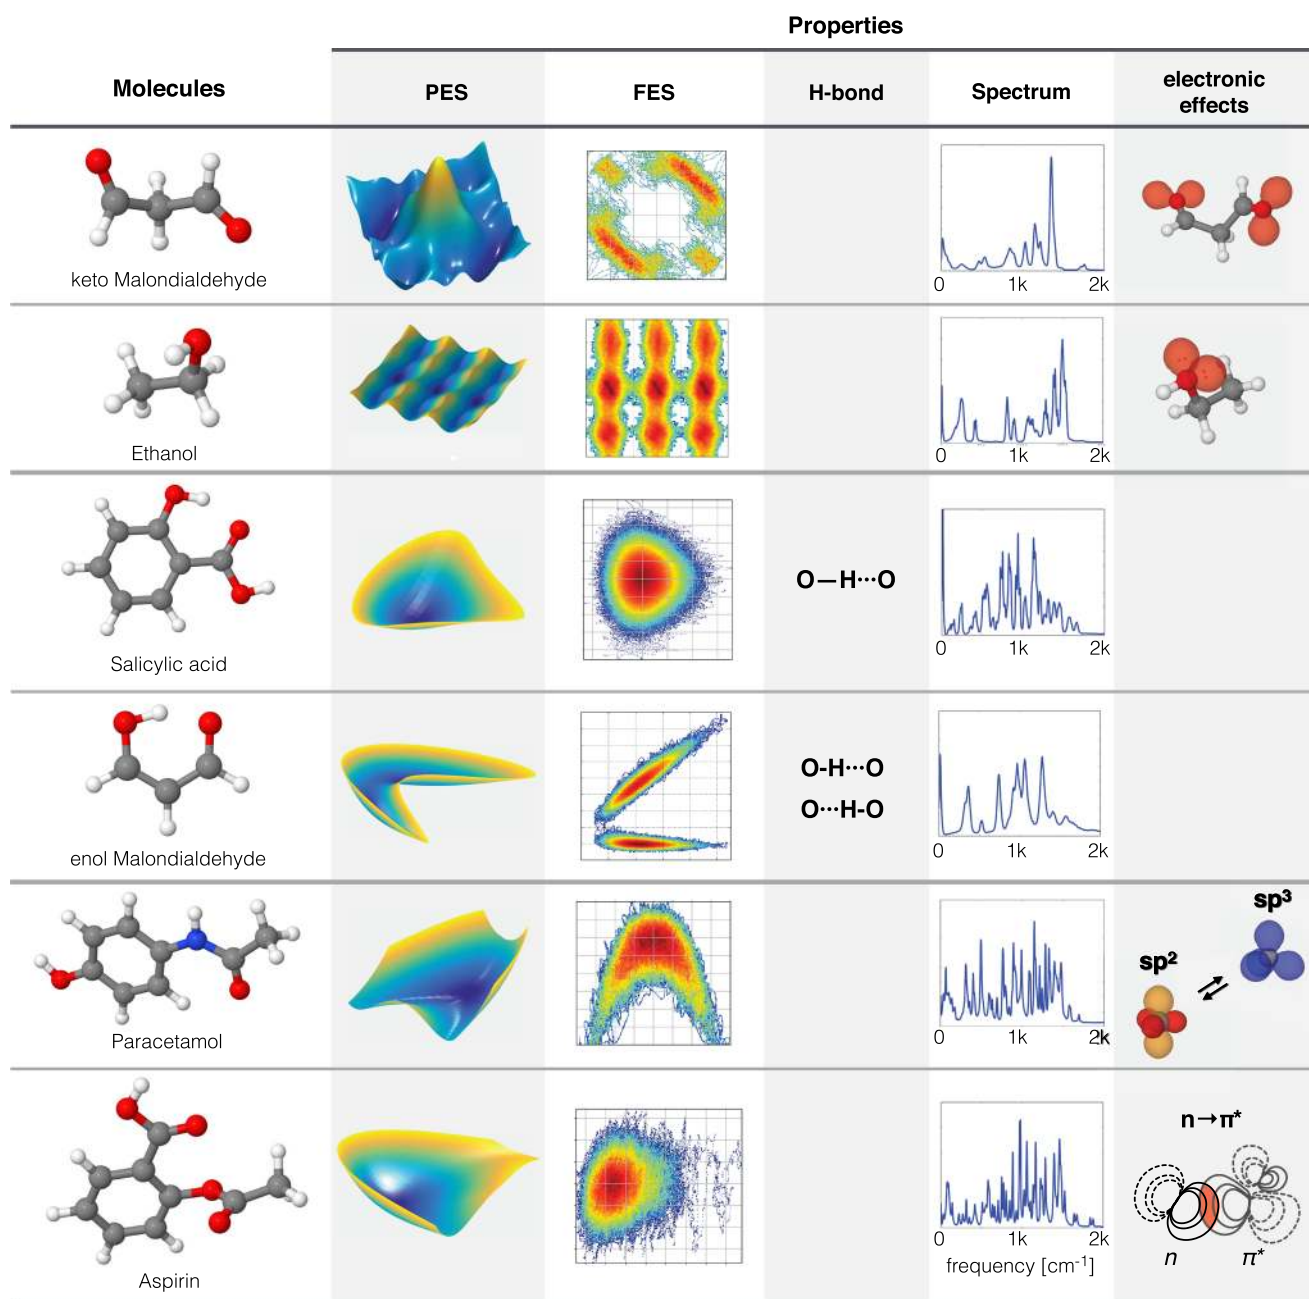 Properties
Molecules
PES
FES
H-bond
Spectrum
electronic
effects
keto Malondialdehyde
0 1k 2k
Ethanol
0 1k 2k
Salicylic acid
O—H···O
0 1k 2k
enol Malondialdehyde
O-H···O
O···H-O
0 1k 2k
Paracetamol
0 1k 2k
sp³
sp²
Aspirin
0 1k 2k
frequency [cm⁻¹]
n→π*
n π*